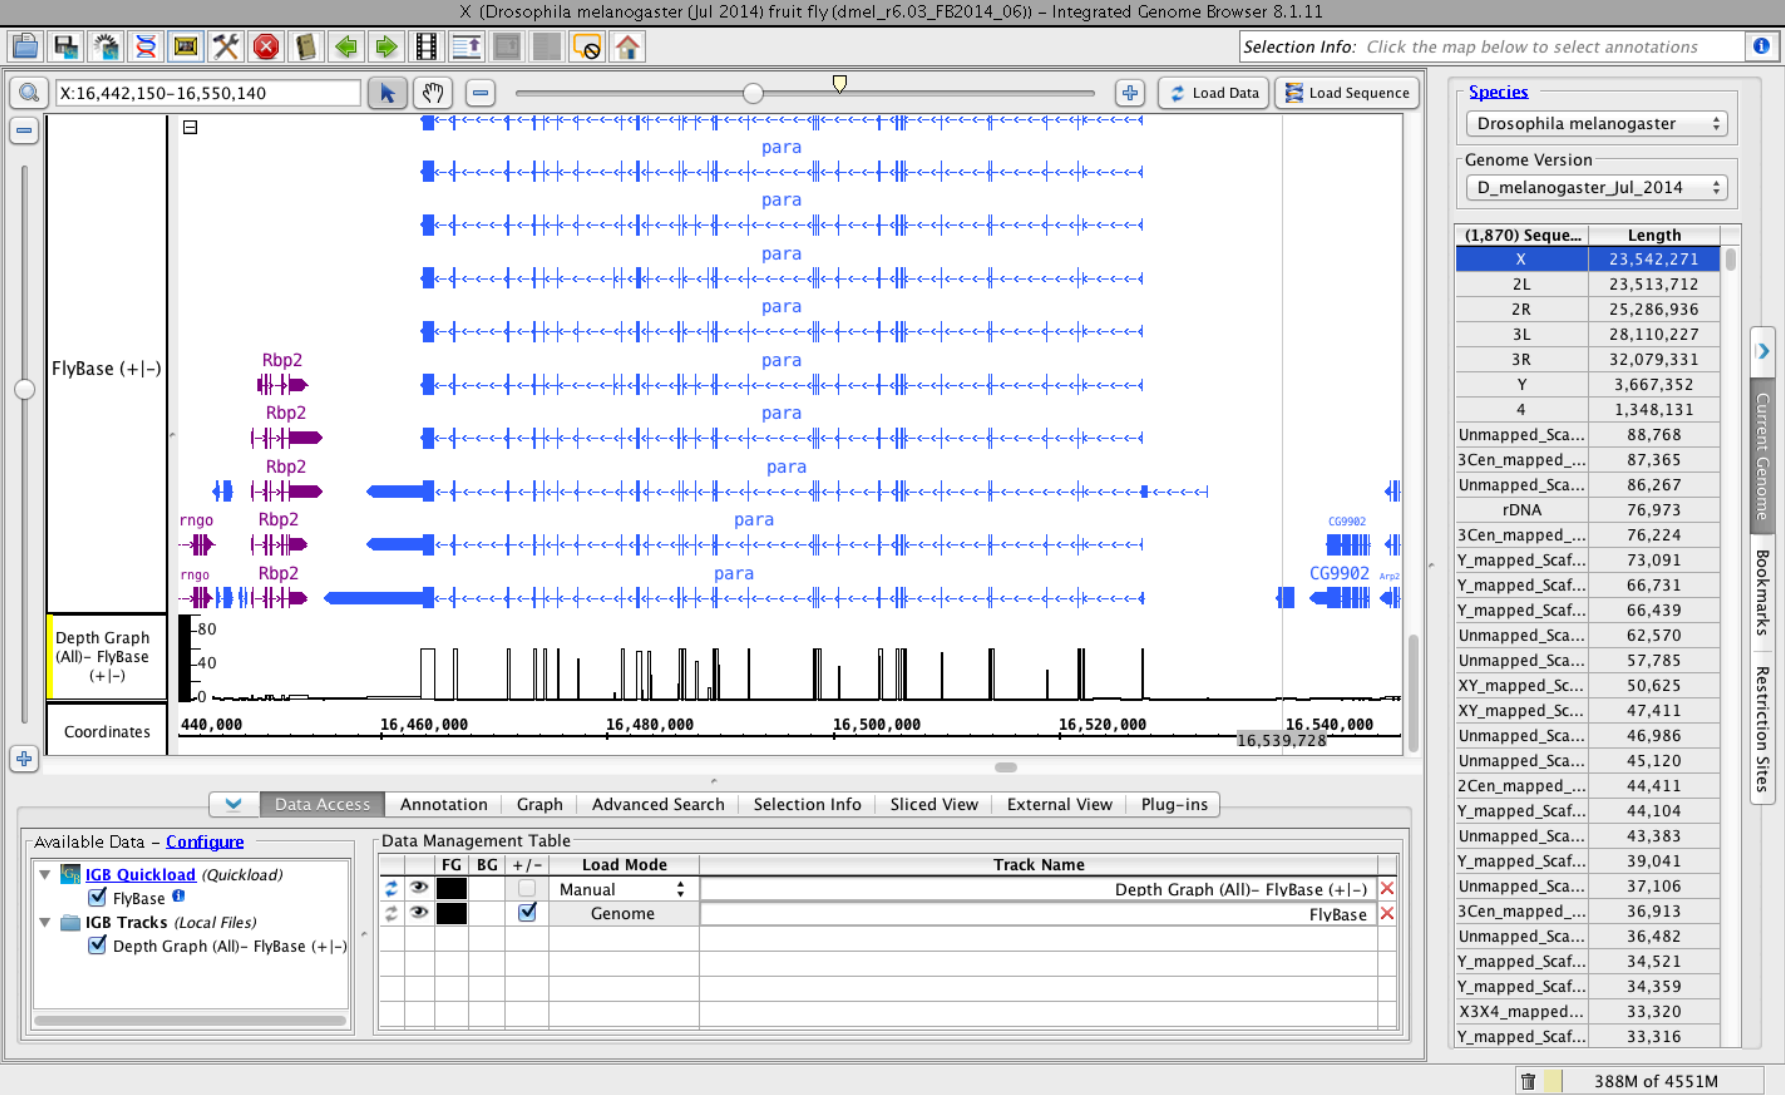 X (Drosophila melanogaster (Jul 2014) fruit fly (dmel_r6.03_FB2014_06)) – Integrated Genome Browser 8.1.11
Selection Info: Click the map below to select annotations
X:16,442,150–16,550,140
Load Data
Load Sequence
FlyBase (+|-)
para
para
para
para
Rbp2
para
Rbp2
para
Rbp2
para
rngo
Rbp2
para
CG9902
rngo
Rbp2
para
CG9902
Arp2
Depth Graph
(All)– FlyBase
(+|-)
80
40
0
Coordinates
440,000
16,460,000
16,480,000
16,500,000
16,520,000
16,540,000
16,539,728
Data Access
Annotation
Graph
Advanced Search
Selection Info
Sliced View
External View
Plug-ins
Available Data – Configure
IGB Quickload (Quickload)
FlyBase
IGB Tracks (Local Files)
Depth Graph (All)– FlyBase (+|-)
Data Management Table
FG BG +/- Load Mode Track Name
Manual Depth Graph (All)– FlyBase (+|-)
Genome FlyBase
Species
Drosophila melanogaster
Genome Version
D_melanogaster_Jul_2014
(1,870) Seque... Length
X 23,542,271
2L 23,513,712
2R 25,286,936
3L 28,110,227
3R 32,079,331
Y 3,667,352
4 1,348,131
Unmapped_Sca... 88,768
3Cen_mapped_... 87,365
Unmapped_Sca... 86,267
rDNA 76,973
3Cen_mapped_... 76,224
Y_mapped_Scaf... 73,091
Y_mapped_Scaf... 66,731
Y_mapped_Scaf... 66,439
Unmapped_Sca... 62,570
Unmapped_Sca... 57,785
XY_mapped_Sc... 50,625
XY_mapped_Sc... 47,411
Unmapped_Sca... 46,986
Unmapped_Sca... 45,120
2Cen_mapped_... 44,411
Y_mapped_Scaf... 44,104
Unmapped_Sca... 43,383
Y_mapped_Scaf... 39,041
Unmapped_Sca... 37,106
3Cen_mapped_... 36,913
Unmapped_Sca... 36,482
Y_mapped_Scaf... 34,521
Y_mapped_Scaf... 34,359
X3X4_mapped... 33,320
Y_mapped_Scaf... 33,316
Current Genome
Bookmarks
Restriction Sites
388M of 4551M